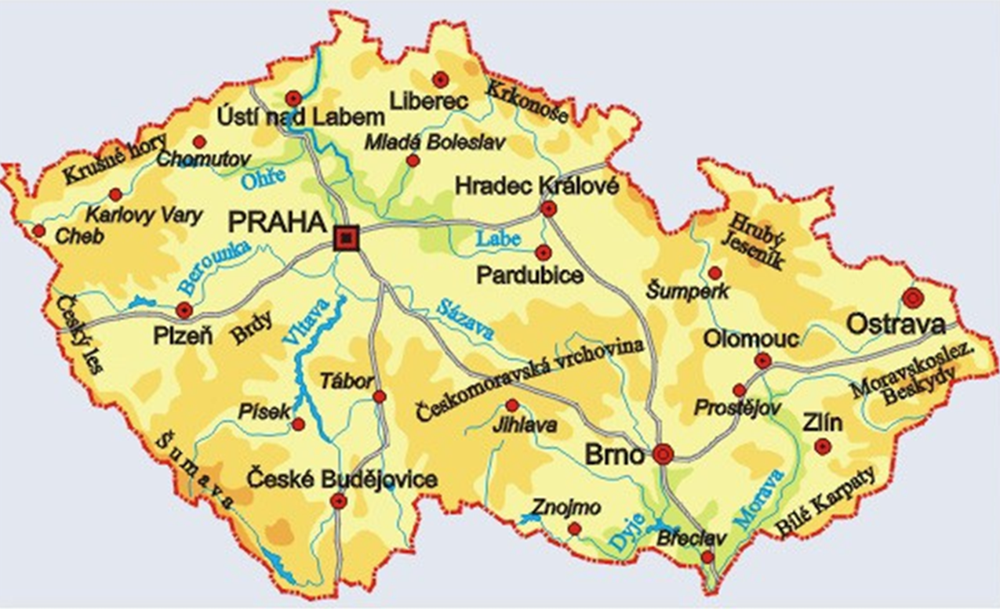 Liberec
Krkonoše
Ústí nad Labem
Mladá Boleslav
Krušné hory
Chomutov
Ohře
Hradec Králové
Karlovy Vary
PRAHA
Cheb
Labe
Hrubý
Jeseník
Berounka
Pardubice
Šumperk
Český les
Plzeň
Brdy
Vltava
Sázava
Ostrava
Olomouc
Českomoravská vrchovina
Moravskoslez.
Beskydy
Tábor
Písek
Jihlava
Prostějov
Zlín
Brno
Šumava
České Budějovice
Znojmo
Dyje
Morava
Bílé Karpaty
Břeclav